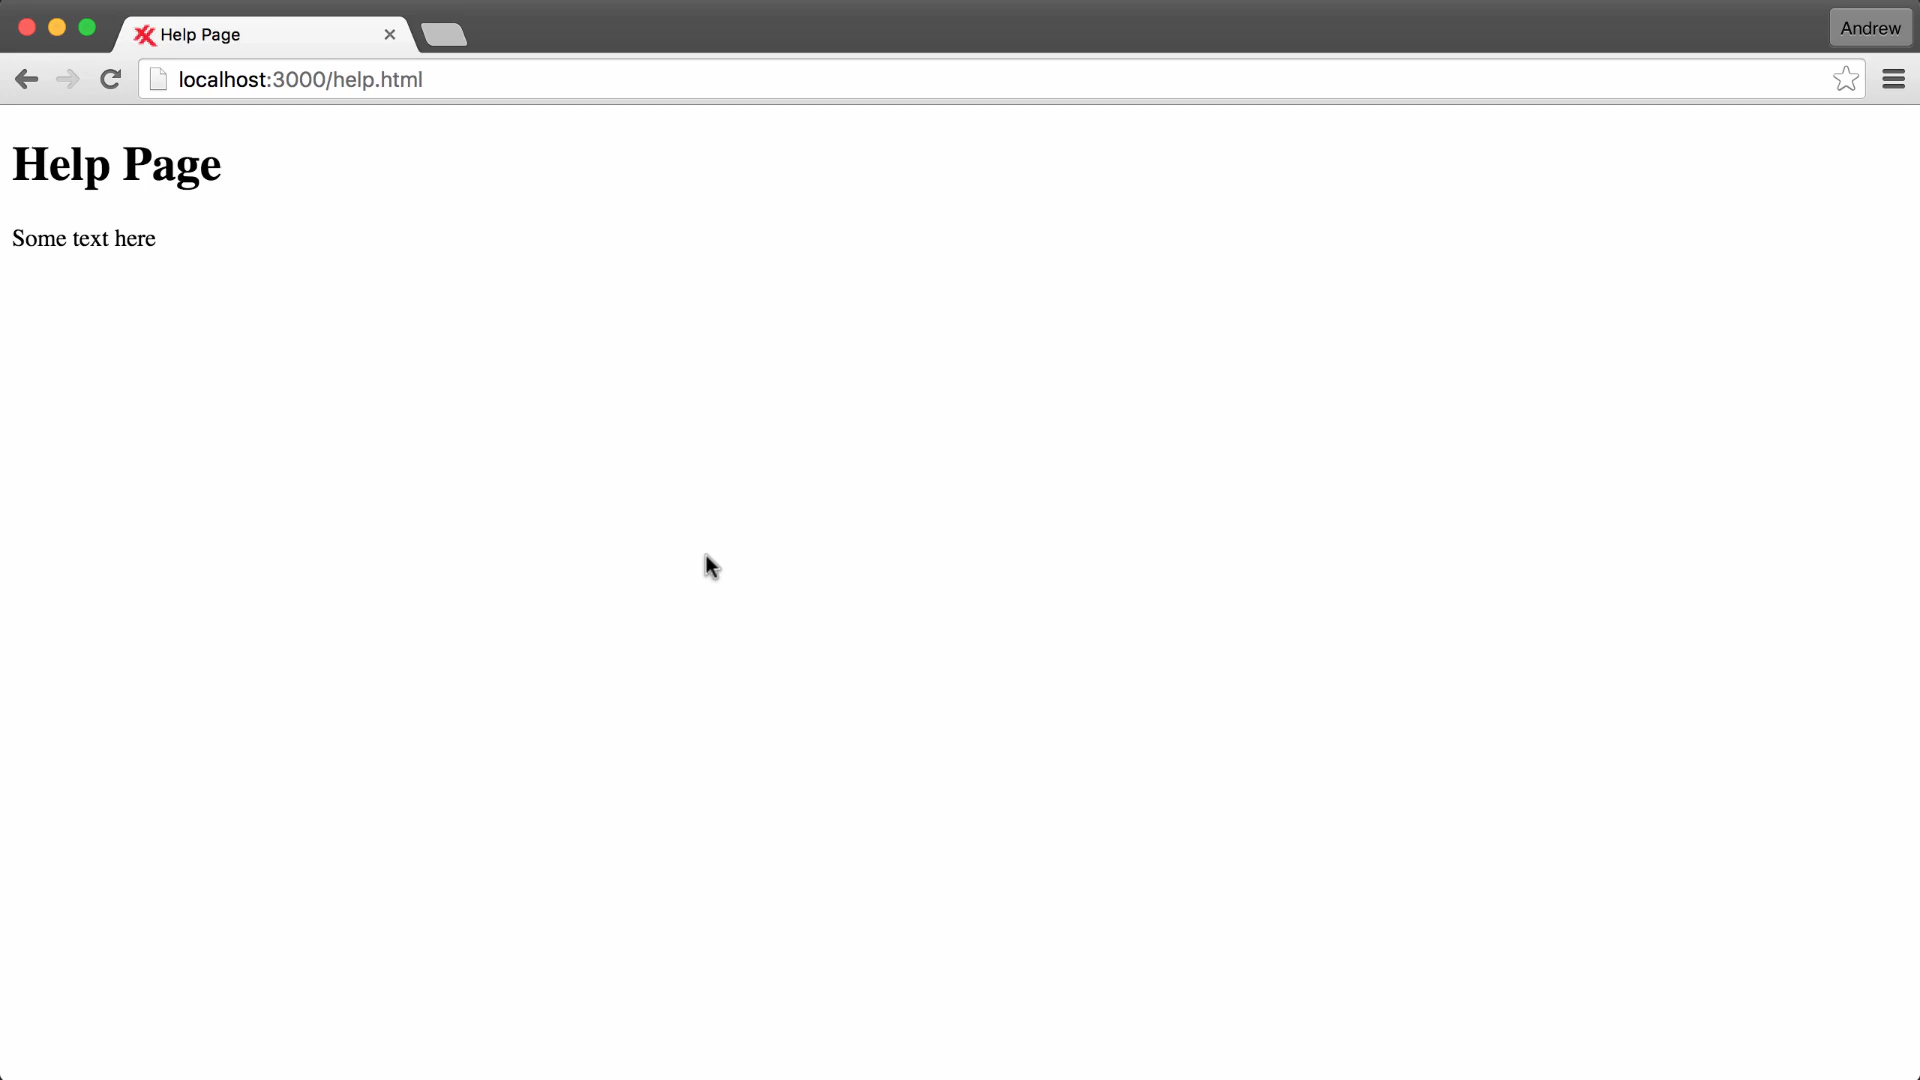 Help Page
Andrew
localhost:3000/help.html
Help Page
Some text here